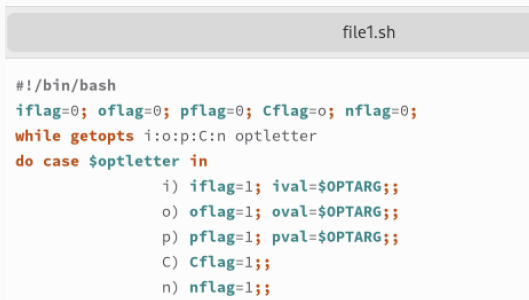 file1.sh
#!/bin/bash
iflag=0; oflag=0; pflag=0; Cflag=o; nflag=0;
while getopts i:o:p:C:n optletter
do case $optletter in
i) iflag=1; ival=$OPTARG;;
o) oflag=1; oval=$OPTARG;;
p) pflag=1; pval=$OPTARG;;
C) Cflag=1;;
n) nflag=1;;